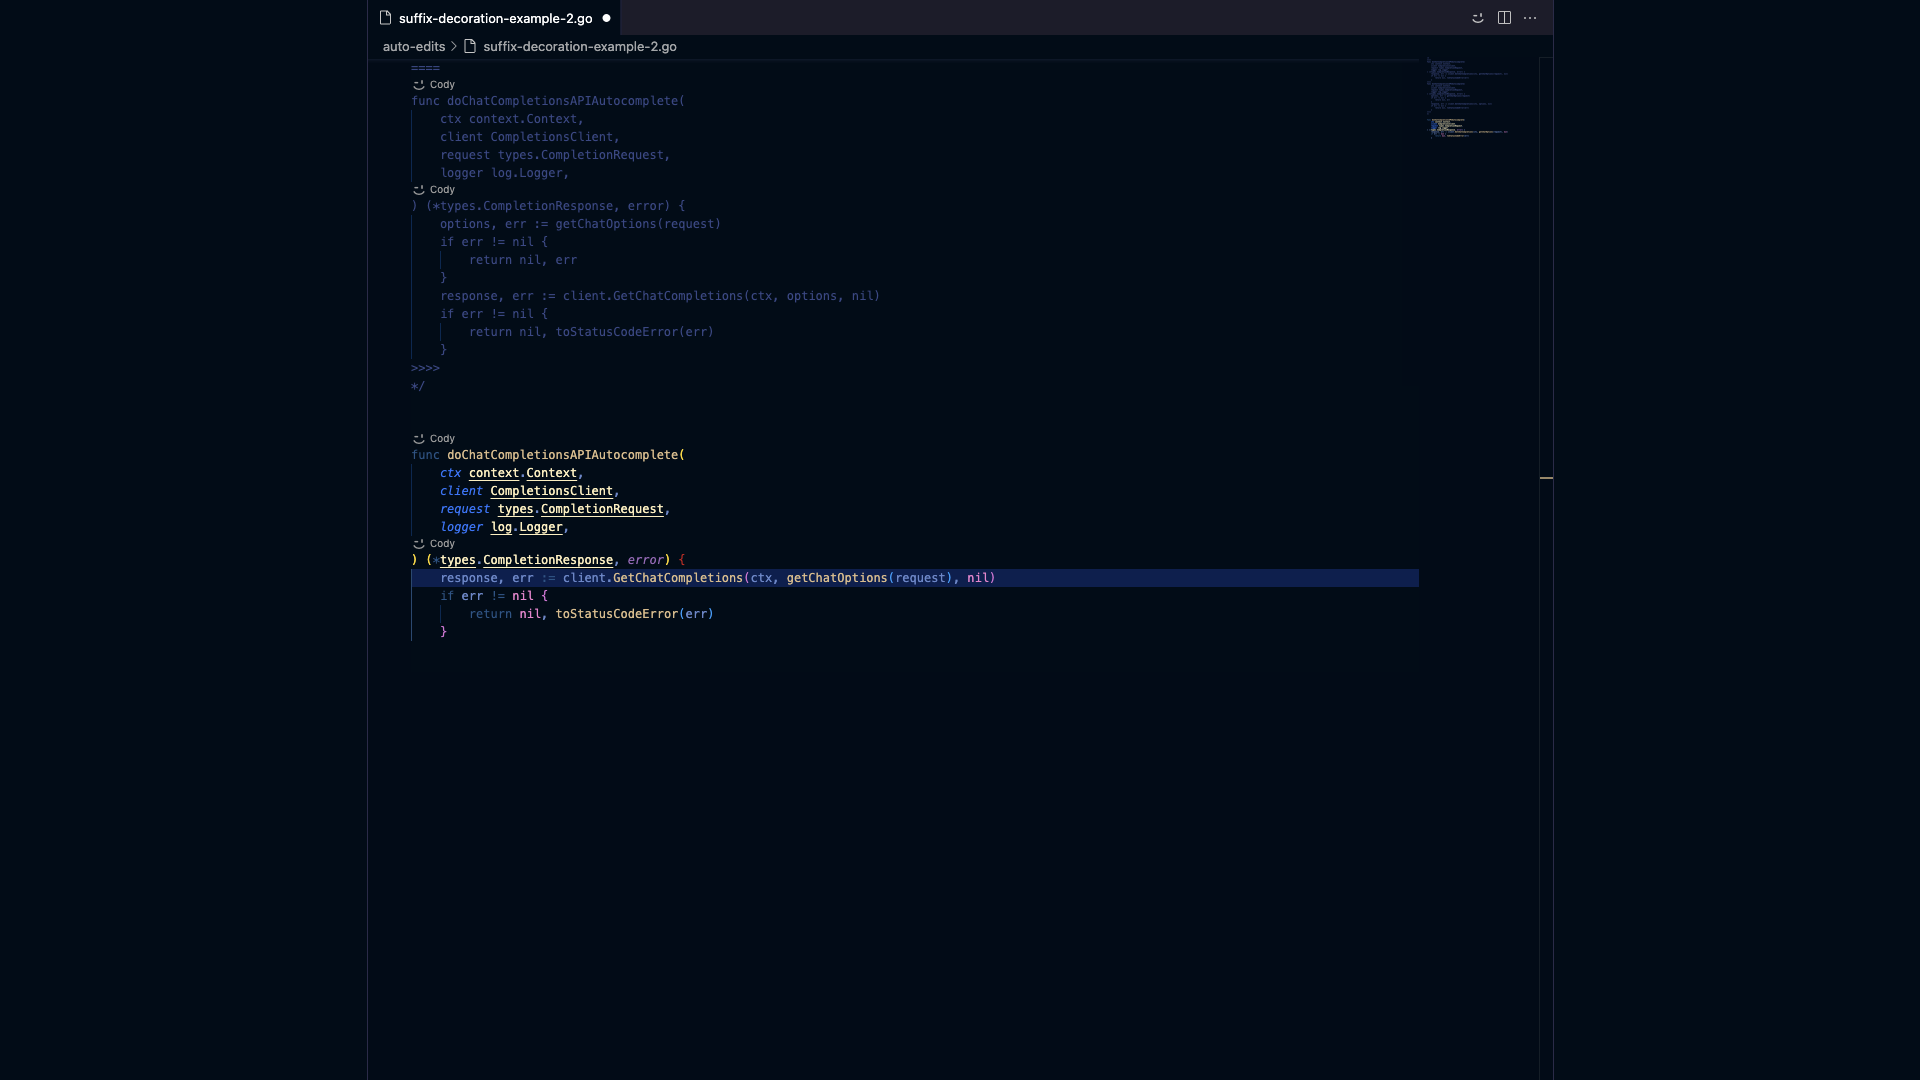 suffix-decoration-example-2.go
auto-edits > suffix-decoration-example-2.go
====
Cody
func doChatCompletionsAPIAutocomplete(
    ctx context.Context,
    client CompletionsClient,
    request types.CompletionRequest,
    logger log.Logger,
Cody
) (*types.CompletionResponse, error) {
    options, err := getChatOptions(request)
    if err != nil {
        return nil, err
    }
    response, err := client.GetChatCompletions(ctx, options, nil)
    if err != nil {
        return nil, toStatusCodeError(err)
    }
>>>>
*/
Cody
func doChatCompletionsAPIAutocomplete(
    ctx context.Context,
    client CompletionsClient,
    request types.CompletionRequest,
    logger log.Logger,
Cody
) (*types.CompletionResponse, error) {
    response, err := client.GetChatCompletions(ctx, getChatOptions(request), nil)
    if err != nil {
        return nil, toStatusCodeError(err)
    }